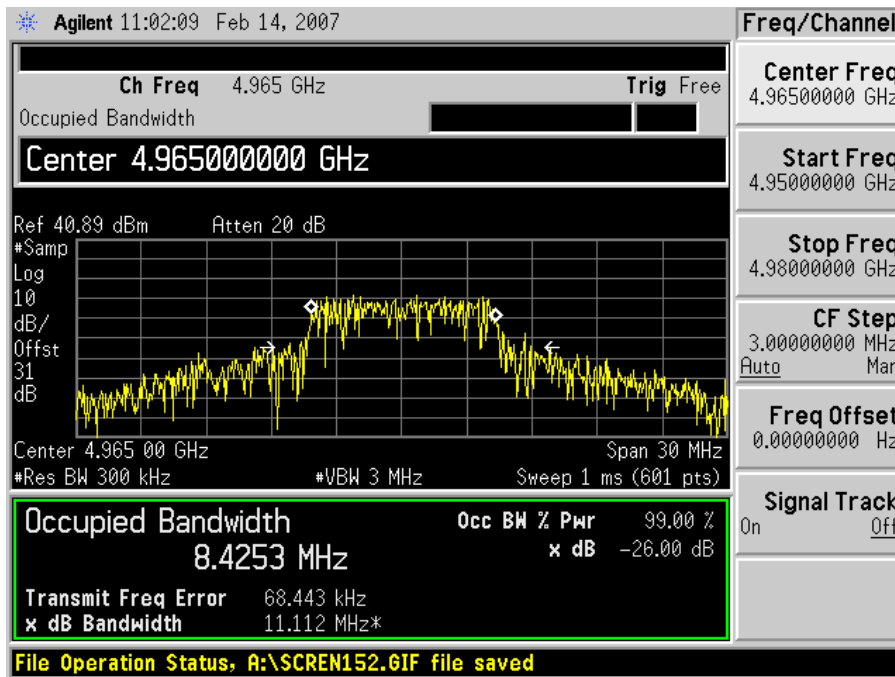 Agilent 11:02:09 Feb 14, 2007
Ch Freq 4.965 GHz Trig Free
Occupied Bandwidth
Center 4.965000000 GHz
Ref 40.89 dBm Atten 20 dB
#Samp
Log
10
dB/
Offst
31
dB
Center 4.965 00 GHz Span 30 MHz
#Res BW 300 kHz #VBW 3 MHz Sweep 1 ms (601 pts)
Occupied Bandwidth
8.4253 MHz
Occ BW % Pwr 99.00 %
x dB -26.00 dB
Transmit Freq Error 68.443 kHz
x dB Bandwidth 11.112 MHz*
File Operation Status, A:\SCREN152.GIF file saved
Freq/Channel
Center Freq
4.96500000 GHz
Start Freq
4.95000000 GHz
Stop Freq
4.98000000 GHz
CF Step
3.00000000 MHz
Auto Man
Freq Offset
0.00000000 Hz
Signal Track
On Off